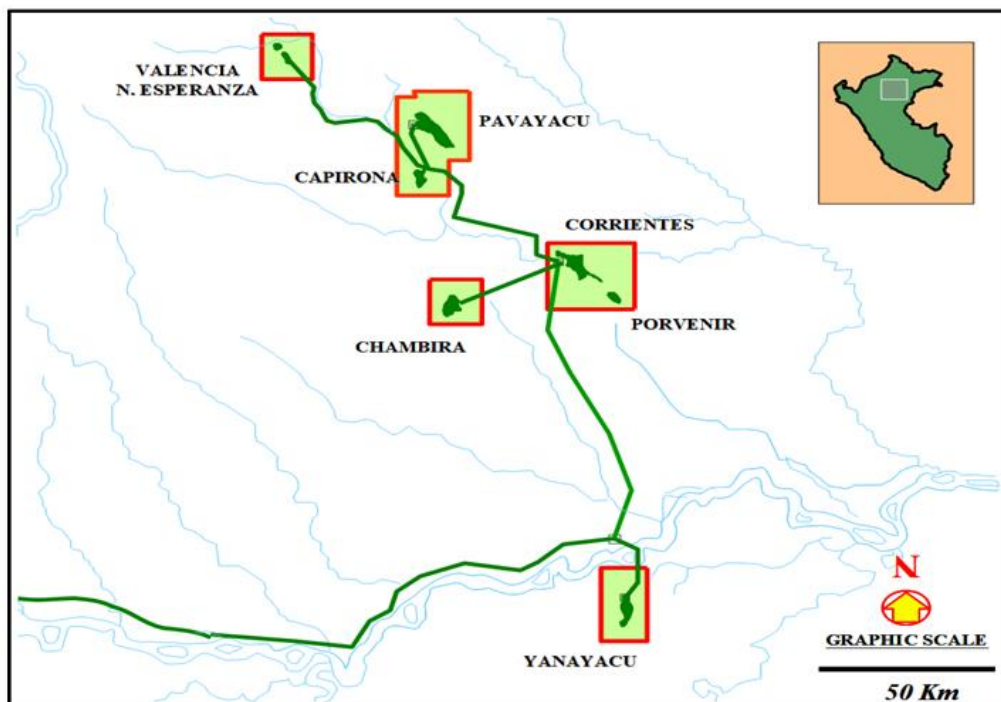 VALENCIA
N. ESPERANZA
PAVAYACU
CAPIRONA
CORRIENTES
PORVENIR
CHAMBIRA
YANAYACU
N
GRAPHIC SCALE
50 Km